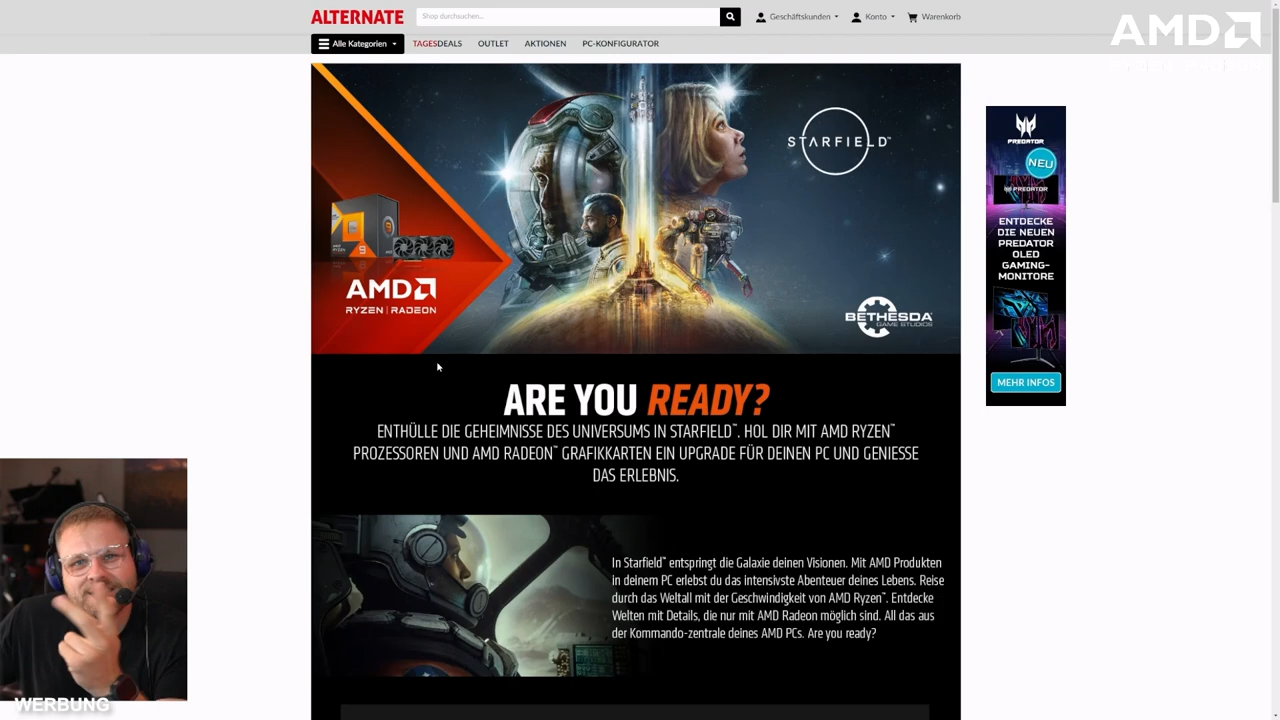 ALTERNATE
Shop durchsuchen...
Geschäftskunden
Konto
Warenkorb
Alle Kategorien
TAGESDEALS
OUTLET
AKTIONEN
PC-KONFIGURATOR
AMD
STARFIELD™
AMD
RYZEN | RADEON
BETHESDA
GAME STUDIOS
PREDATOR
NEU
PREDATOR
ENTDECKE
DIE NEUEN
PREDATOR
OLED
GAMING-
MONITORE
MEHR INFOS
ARE YOU READY?
ENTHÜLLE DIE GEHEIMNISSE DES UNIVERSUMS IN STARFIELD™. HOL DIR MIT AMD RYZEN™
PROZESSOREN UND AMD RADEON™ GRAFIKKARTEN EIN UPGRADE FÜR DEINEN PC UND GENIESSE
DAS ERLEBNIS.
In Starfield™ entspringt die Galaxie deinen Visionen. Mit AMD Produkten
in deinem PC erlebst du das intensivste Abenteuer deines Lebens. Reise
durch das Weltall mit der Geschwindigkeit von AMD Ryzen™. Entdecke
Welten mit Details, die nur mit AMD Radeon möglich sind. All das aus
der Kommando-zentrale deines AMD PCs. Are you ready?
WERBUNG